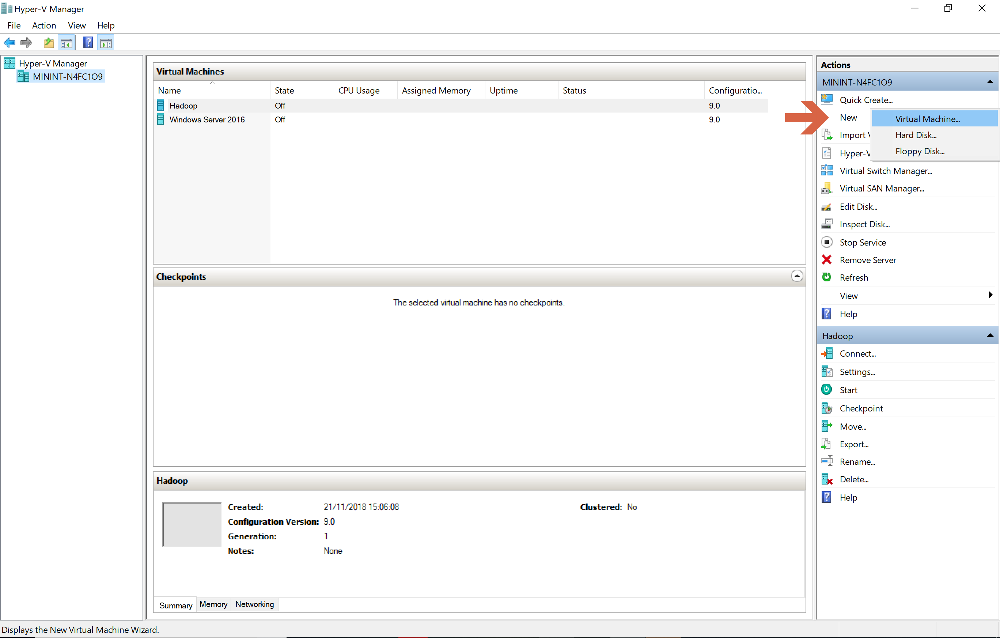 Hyper-V Manager
File Action View Help
Hyper-V Manager
MININT-N4FC1O9
Virtual Machines
Name State CPU Usage Assigned Memory Uptime Status Configuratio...
Hadoop Off 9.0
Windows Server 2016 Off 9.0
Checkpoints
The selected virtual machine has no checkpoints.
Hadoop
Created: 21/11/2018 15:06:08 Clustered: No
Configuration Version: 9.0
Generation: 1
Notes: None
Summary Memory Networking
Actions
MININT-N4FC1O9
Quick Create...
New
Virtual Machine...
Hard Disk...
Floppy Disk...
Import V
Hyper-V
Virtual Switch Manager...
Virtual SAN Manager...
Edit Disk...
Inspect Disk...
Stop Service
Remove Server
Refresh
View
Help
Hadoop
Connect...
Settings...
Start
Checkpoint
Move...
Export...
Rename...
Delete...
Help
Displays the New Virtual Machine Wizard.